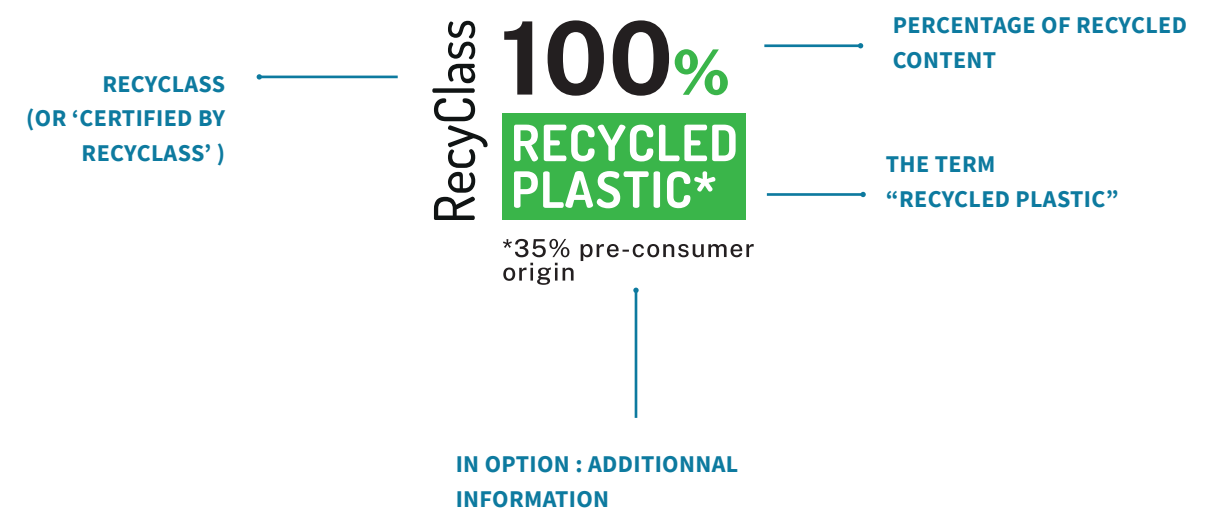 RECYCLASS
(OR ‘CERTIFIED BY
RECYCLASS’ )
RecyClass
100%
RECYCLED
PLASTIC*
*35% pre-consumer
origin
PERCENTAGE OF RECYCLED
CONTENT
THE TERM
“RECYCLED PLASTIC”
IN OPTION : ADDITIONNAL
INFORMATION